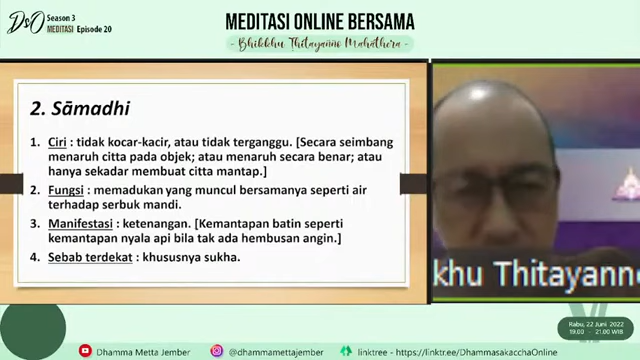 DsO Season 3
MEDITASI Episode 20
MEDITASI ONLINE BERSAMA
- Bhikkhu Thitayanno Mahathera -
2. Sāmadhi
1. Ciri : tidak kocar-kacir, atau tidak terganggu. [Secara seimbang
menaruh citta pada objek; atau menaruh secara benar; atau
hanya sekadar membuat citta mantap.]
2. Fungsi : memadukan yang muncul bersamanya seperti air
terhadap serbuk mandi.
3. Manifestasi : ketenangan. [Kemantapan batin seperti
kemantapan nyala api bila tak ada hembusan angin.]
4. Sebab terdekat : khususnya sukha.
khu Thitayanno
Rabu, 22 Juni 2022
19.00 - 21.00 WIB
Dhamma Metta Jember
@dhammamettajember
linktree - https://linktr.ee/DhammasakacchaOnline